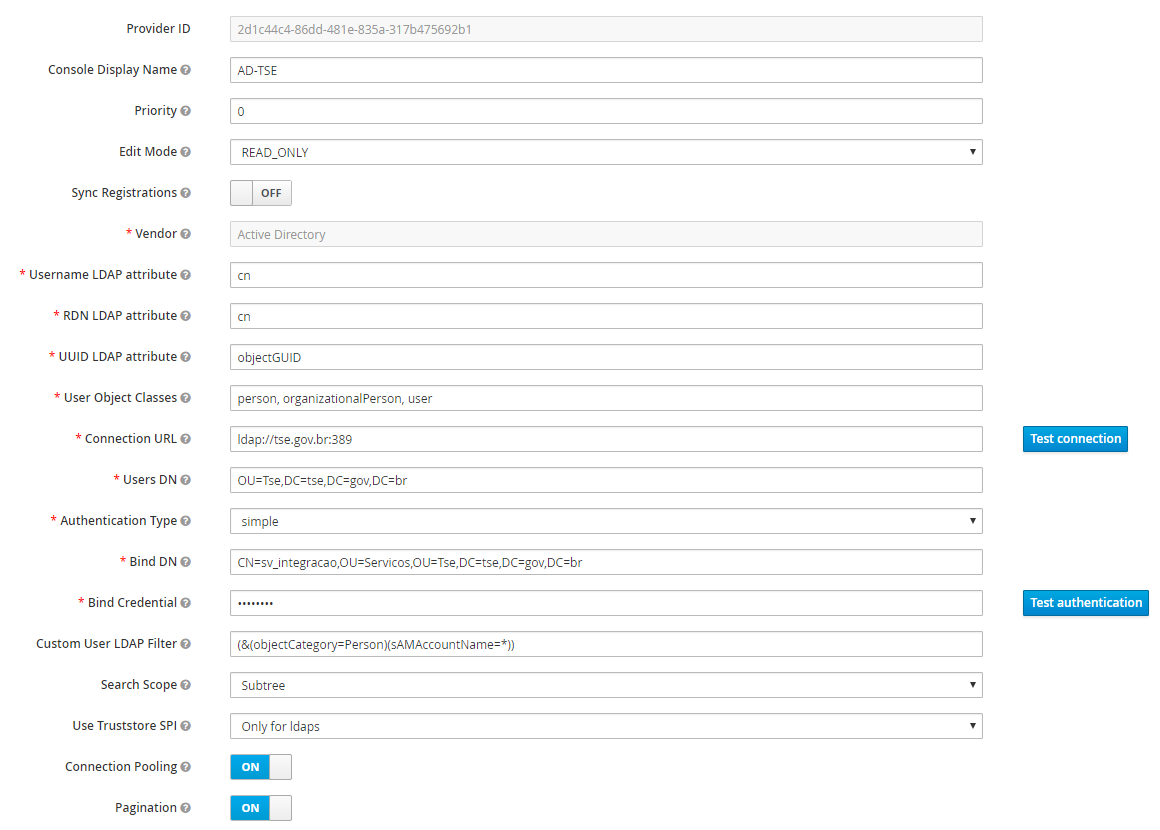 Provider ID 2d1c44c4-86dd-481e-835a-317b475692b1
Console Display Name AD-TSE
Priority 0
Edit Mode READ_ONLY
Sync Registrations OFF
* Vendor Active Directory
* Username LDAP attribute cn
* RDN LDAP attribute cn
* UUID LDAP attribute objectGUID
* User Object Classes person, organizationalPerson, user
* Connection URL ldap://tse.gov.br:389 Test connection
* Users DN OU=Tse,DC=tse,DC=gov,DC=br
* Authentication Type simple
* Bind DN CN=sv_integracao,OU=Servicos,OU=Tse,DC=tse,DC=gov,DC=br
* Bind Credential •••••••• Test authentication
Custom User LDAP Filter (&(objectCategory=Person)(sAMAccountName=*))
Search Scope Subtree
Use Truststore SPI Only for ldaps
Connection Pooling ON
Pagination ON